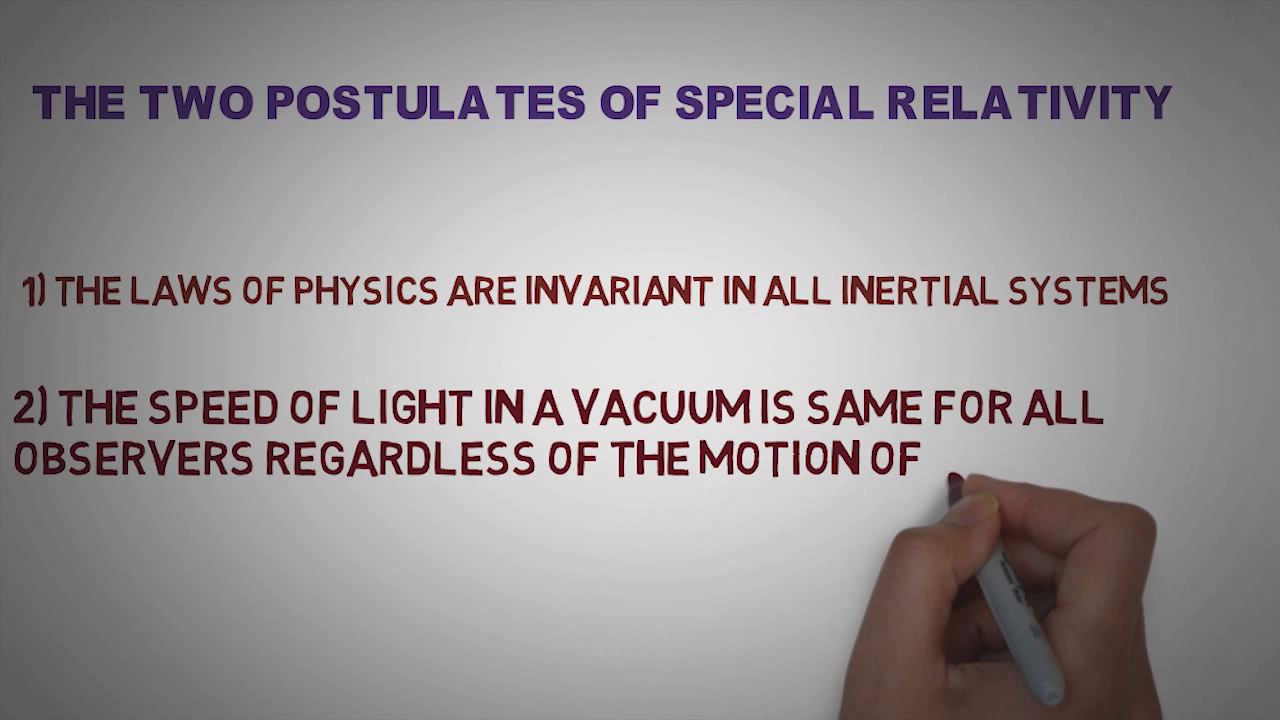 THE TWO POSTULATES OF SPECIAL RELATIVITY
1) THE LAWS OF PHYSICS ARE INVARIANT IN ALL INERTIAL SYSTEMS
2) THE SPEED OF LIGHT IN A VACUUM IS SAME FOR ALL
OBSERVERS REGARDLESS OF THE MOTION OF